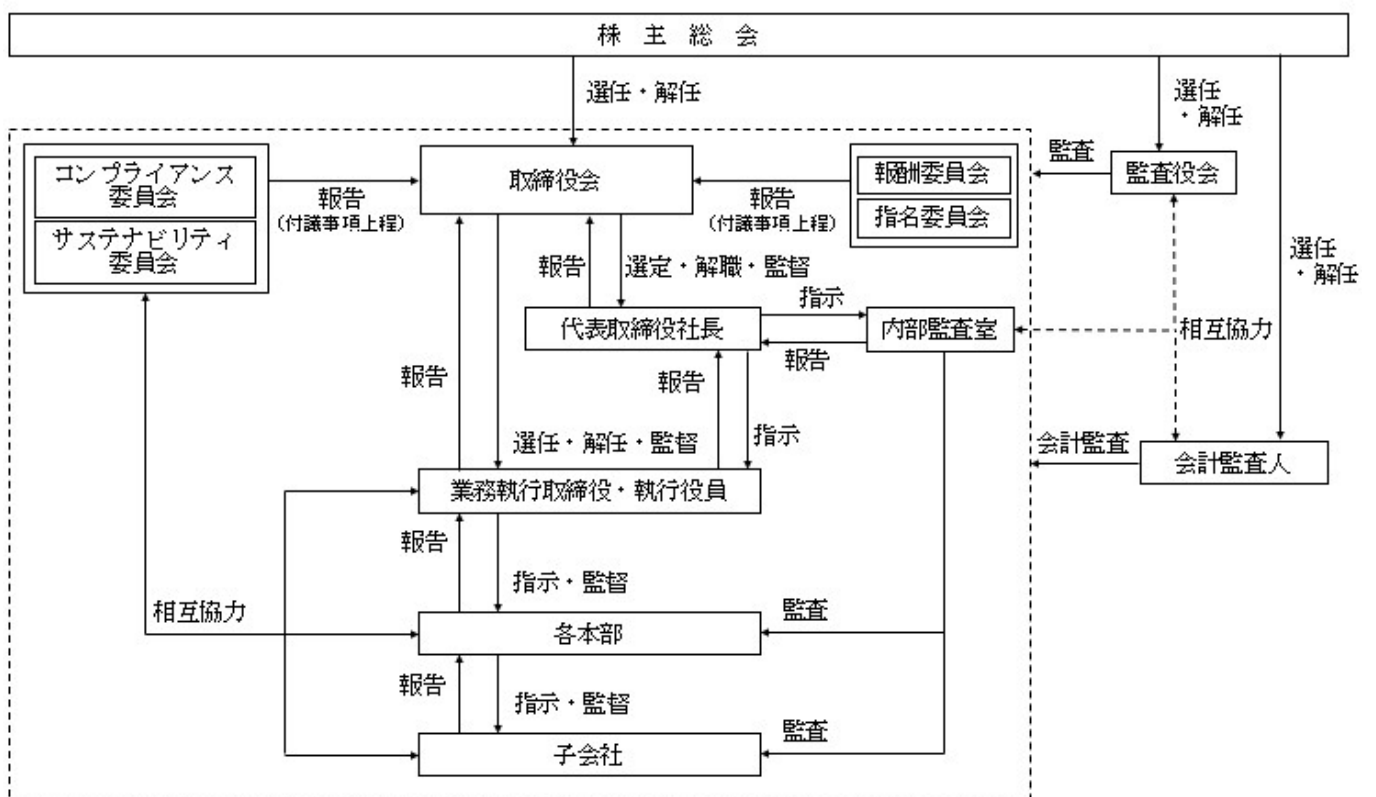 株主総会
選任・解任
選任
・解任
コンプライアンス
委員会
サステナビリティ
委員会
報告
(付議事項上程)
取締役会
報告
(付議事項上程)
報酬委員会
指名委員会
監査
監査役会
選任
・解任
報告
選定・解職・監督
代表取締役社長
指示
報告
内部監査室
相互協力
報告
報告
選任・解任・監督
指示
会計監査
会計監査人
業務執行取締役・執行役員
報告
指示・監督
相互協力
各本部
監査
報告
指示・監督
子会社
監査